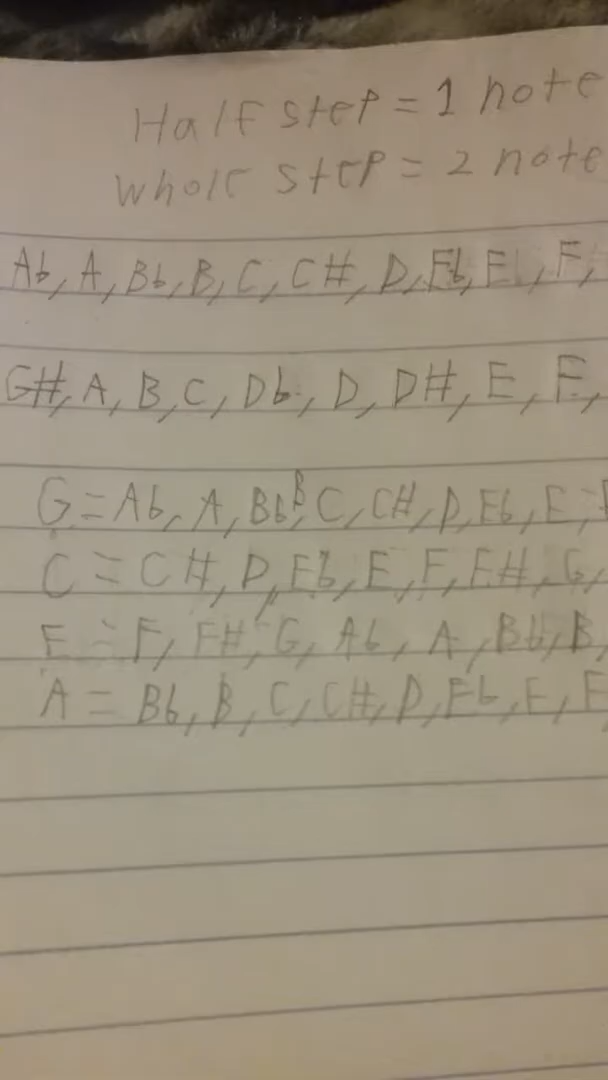 Half step = 1 note
Whole step = 2 note
Ab, A, Bb, B, C, C#, D, Eb, E, F,
G#, A, B, C, Db, D, D#, E, F,
G = Ab, A, Bb, B, C, C#, D, Eb, E,
C = C#, D, Eb, E, F, F#, G,
E = F, F#, G, Ab, A, Bb, B,
A = Bb, B, C, C#, D, Eb, E, F